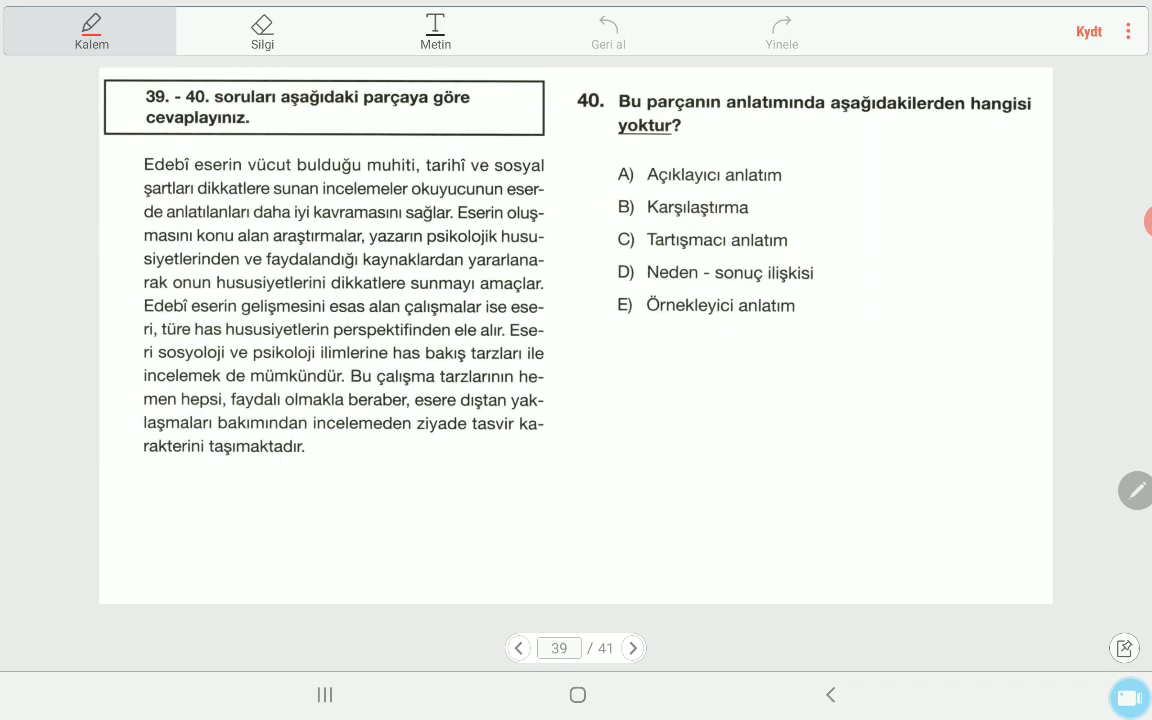 Kalem
Silgi
Metin
Geri al
Yinele
Kydt
39. - 40. soruları aşağıdaki parçaya göre
cevaplayınız.
Edebî eserin vücut bulduğu muhiti, tarihî ve sosyal
şartları dikkatlere sunan incelemeler okuyucunun eser-
de anlatılanları daha iyi kavramasını sağlar. Eserin oluş-
masını konu alan araştırmalar, yazarın psikolojik husu-
siyetlerinden ve faydalandığı kaynaklardan yararlana-
rak onun hususiyetlerini dikkatlere sunmayı amaçlar.
Edebî eserin gelişmesini esas alan çalışmalar ise ese-
ri, türe has hususiyetlerin perspektifinden ele alır. Ese-
ri sosyoloji ve psikoloji ilimlerine has bakış tarzları ile
incelemek de mümkündür. Bu çalışma tarzlarının he-
men hepsi, faydalı olmakla beraber, esere dıştan yak-
laşmaları bakımından incelemeden ziyade tasvir ka-
rakterini taşımaktadır.
40. Bu parçanın anlatımında aşağıdakilerden hangisi
yoktur?
A) Açıklayıcı anlatım
B) Karşılaştırma
C) Tartışmacı anlatım
D) Neden - sonuç ilişkisi
E) Örnekleyici anlatım
39 / 41